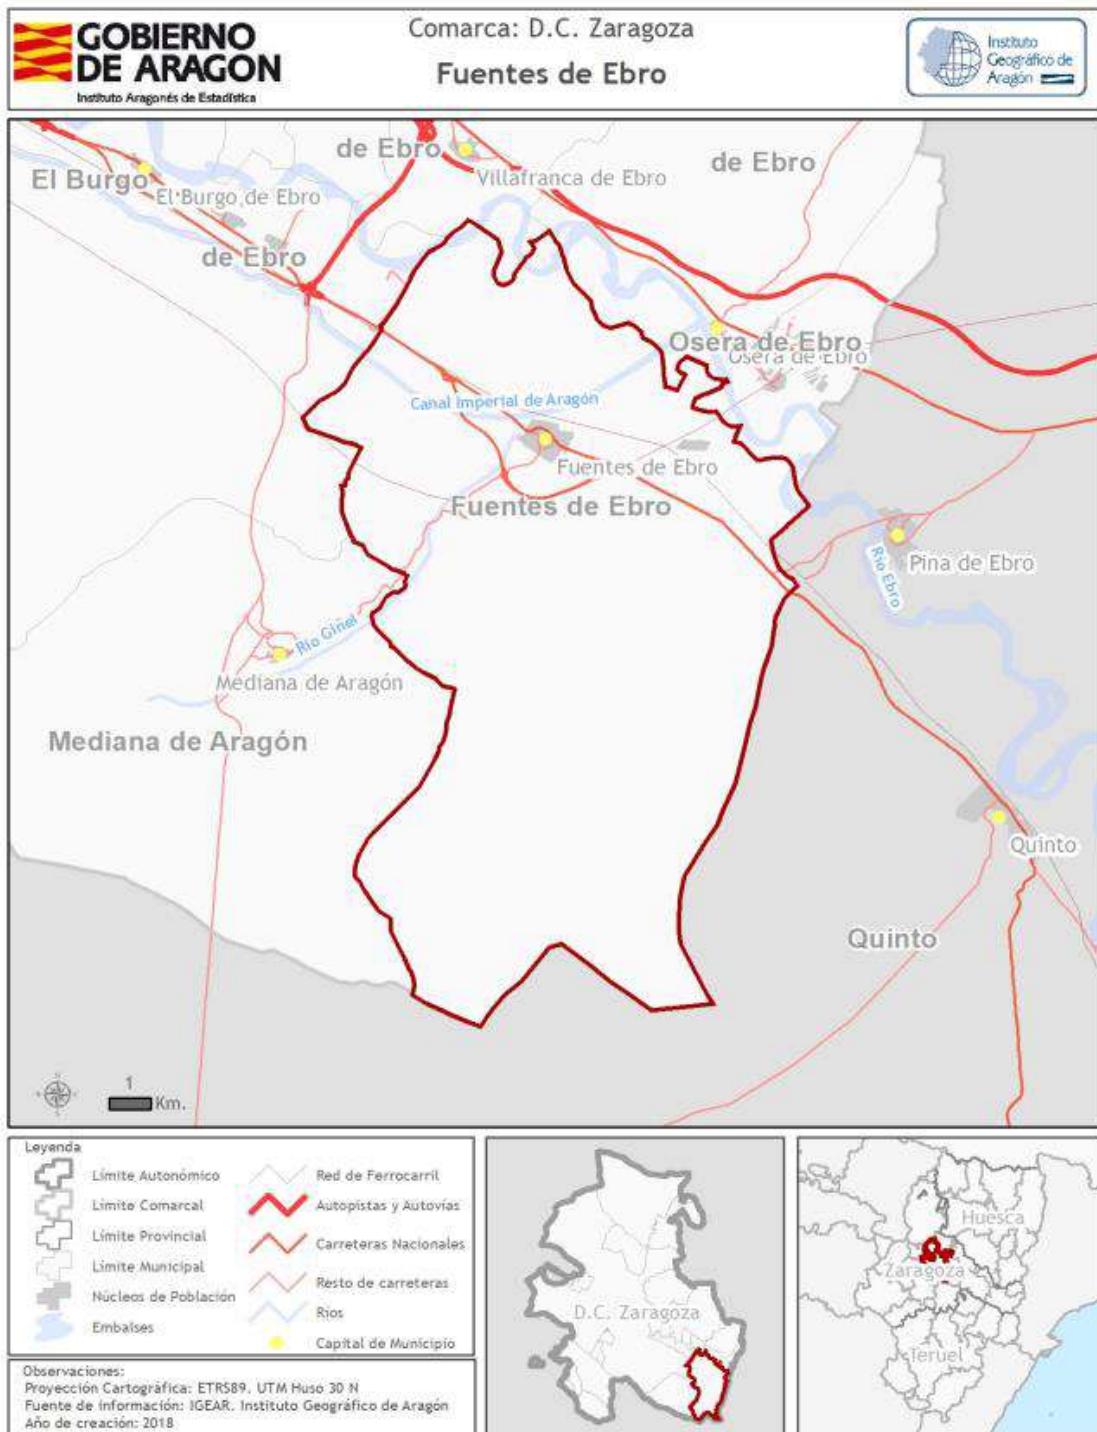 GOBIERNO
DE ARAGON
Instituto Aragonés de Estadística
Comarca: D.C. Zaragoza
Fuentes de Ebro
Instituto
Geográfico de
Aragón
de Ebro
Villafranca de Ebro
de Ebro
El Burgo
El Burgo de Ebro
de Ebro
Osera de Ebro
Osera de Ebro
Canal Imperial de Aragón
Fuentes de Ebro
Fuentes de Ebro
Pina de Ebro
Río Ebro
Río Ginel
Mediana de Aragón
Mediana de Aragón
Quinto
Quinto
1
Km.
Leyenda
Límite Autonómico
Límite Comarcal
Límite Provincial
Límite Municipal
Núcleos de Población
Embalses
Red de Ferrocarril
Autopistas y Autovías
Carreteras Nacionales
Resto de carreteras
Ríos
Capital de Municipio
D.C. Zaragoza
Huesca
Zaragoza
Teruel
Observaciones:
Proyección Cartográfica: ETRS89. UTM Huso 30 N
Fuente de información: IGEAR. Instituto Geográfico de Aragón
Año de creación: 2018